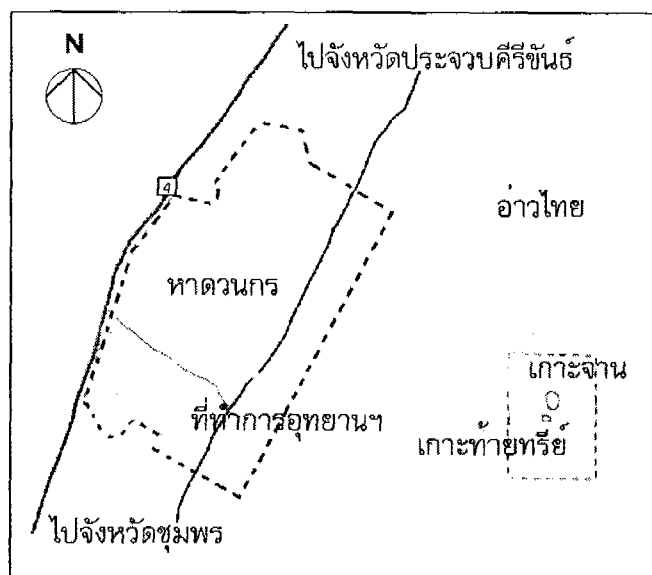 N
ไปจังหวัดประจวบคีรีขันธ์
4
อ่าวไทย
หาดวนกร
เกาะจาน
ที่ทำการอุทยานฯ
เกาะท้ายทรีย์
ไปจังหวัดชุมพร